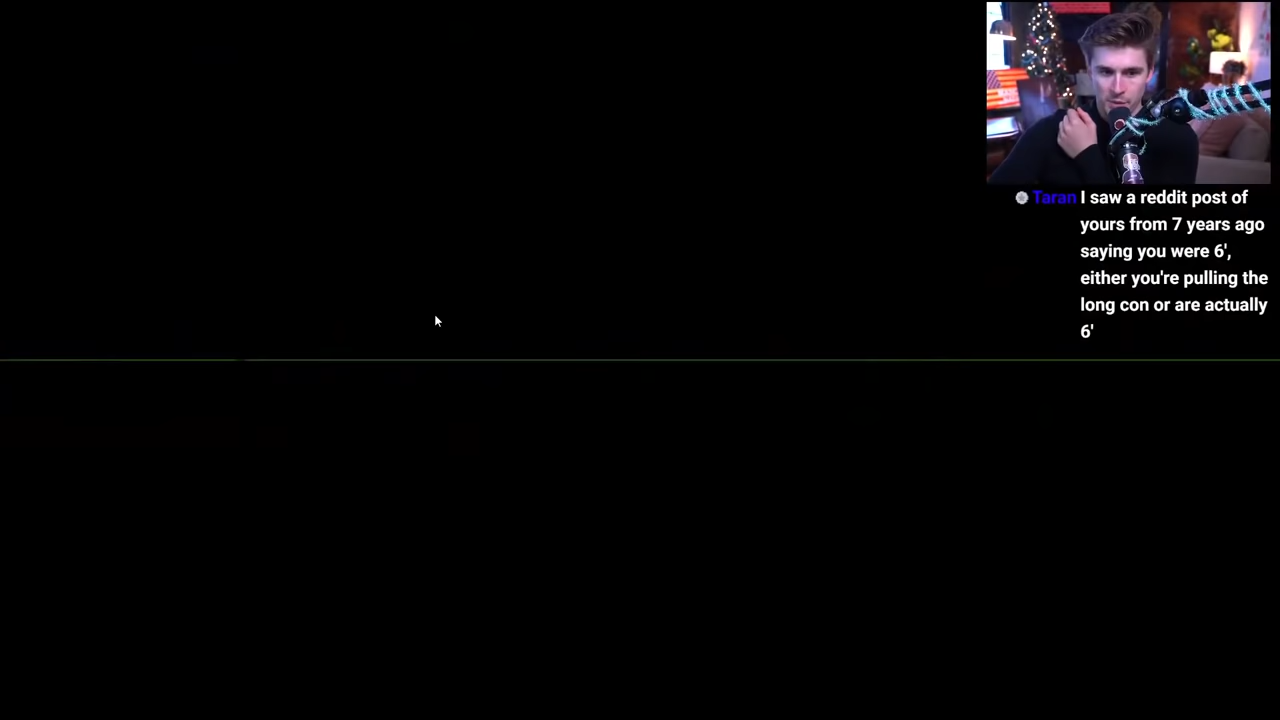 Taran I saw a reddit post of
yours from 7 years ago
saying you were 6',
either you're pulling the
long con or are actually
6'